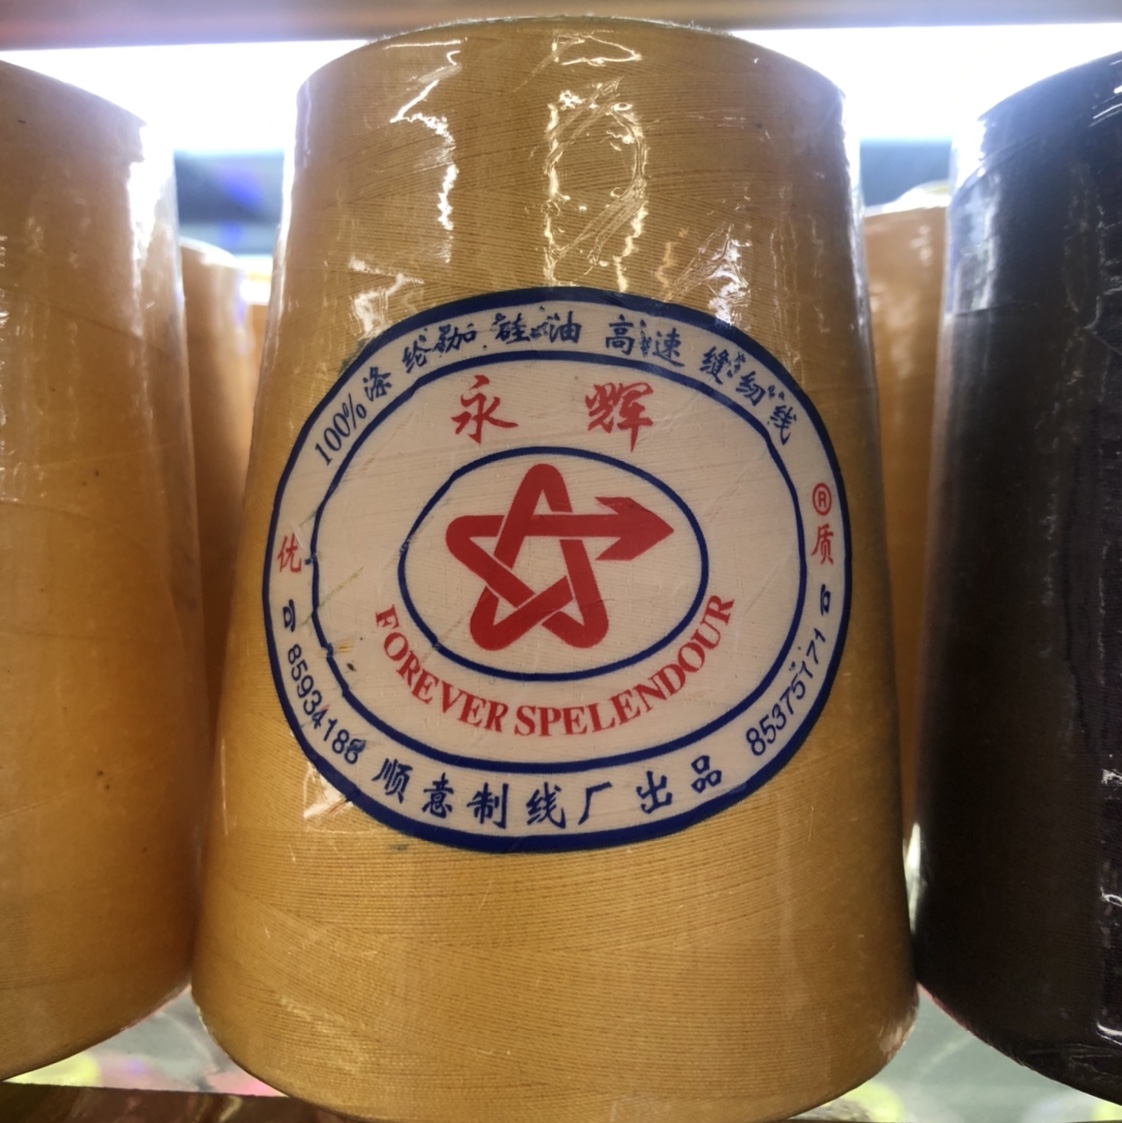 100%涤纶加硅油高速缝纫线
永辉
®
优质
FOREVER SPELENDOUR
☎85934188
85375171☎
顺意制线厂出品